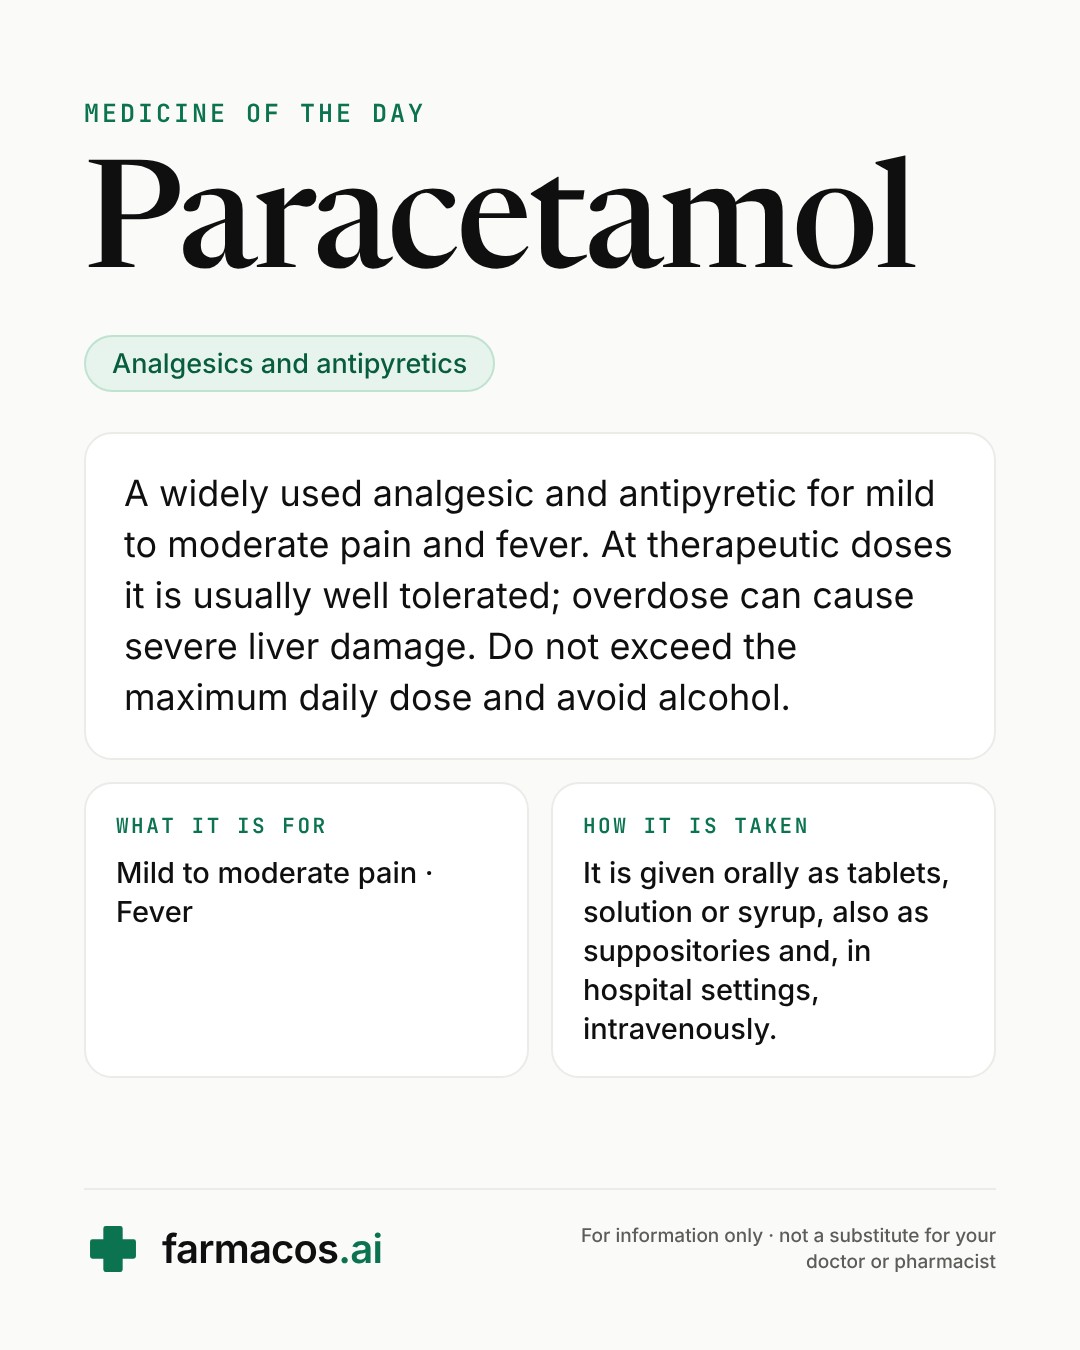 MEDICINE OF THE DAY
Paracetamol
Analgesics and antipyretics
A widely used analgesic and antipyretic for mild
to moderate pain and fever. At therapeutic doses
it is usually well tolerated; overdose can cause
severe liver damage. Do not exceed the
maximum daily dose and avoid alcohol.
WHAT IT IS FOR
Mild to moderate pain ·
Fever
HOW IT IS TAKEN
It is given orally as tablets,
solution or syrup, also as
suppositories and, in
hospital settings,
intravenously.
farmacos.ai
For information only · not a substitute for your
doctor or pharmacist